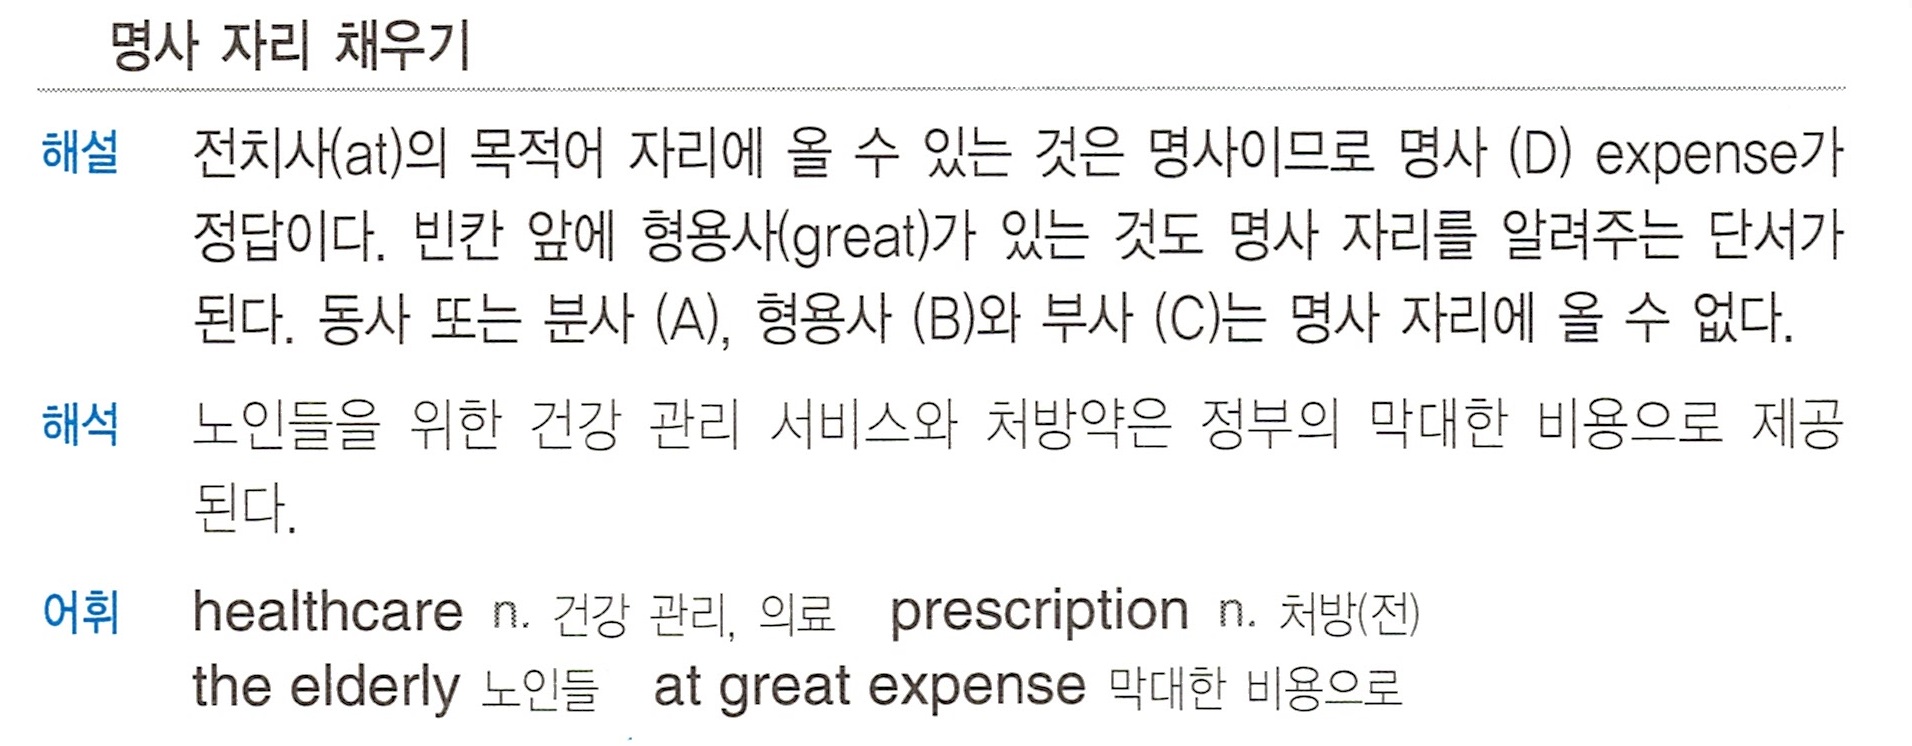 명사 자리 채우기
해설 전치사(at)의 목적어 자리에 올 수 있는 것은 명사이므로 명사 (D) expense가
정답이다. 빈칸 앞에 형용사(great)가 있는 것도 명사 자리를 알려주는 단서가
된다. 동사 또는 분사 (A), 형용사 (B)와 부사 (C)는 명사 자리에 올 수 없다.
해석 노인들을 위한 건강 관리 서비스와 처방약은 정부의 막대한 비용으로 제공
된다.
어휘 healthcare n. 건강 관리, 의료 prescription n. 처방(전)
the elderly 노인들 at great expense 막대한 비용으로